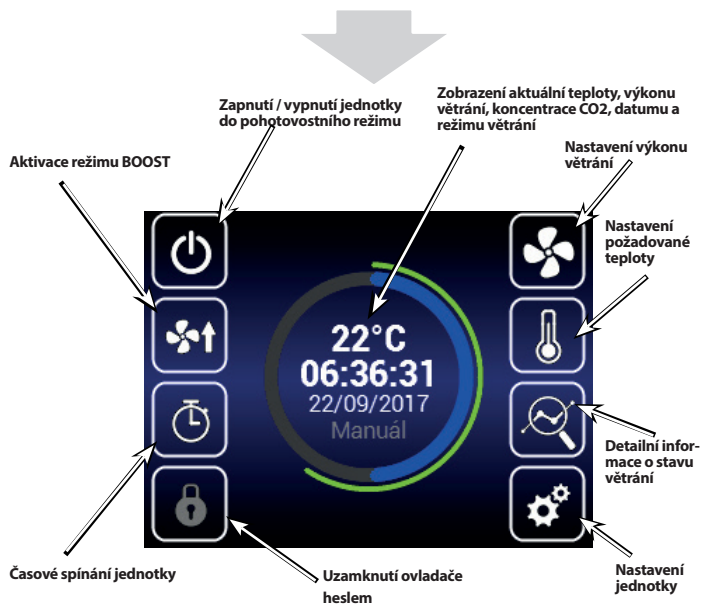 Zapnutí / vypnutí jednotky
do pohotovostního režimu
Zobrazení aktuální teploty, výkonu
větrání, koncentrace CO2, datumu a
režimu větrání
Aktivace režimu BOOST
Nastavení výkonu
větrání
Nastavení
požadované
teploty
22°C
06:36:31
22/09/2017
Manuál
Detailní infor-
mace o stavu
větrání
Časové spínání jednotky
Uzamknutí ovladače
heslem
Nastavení
jednotky